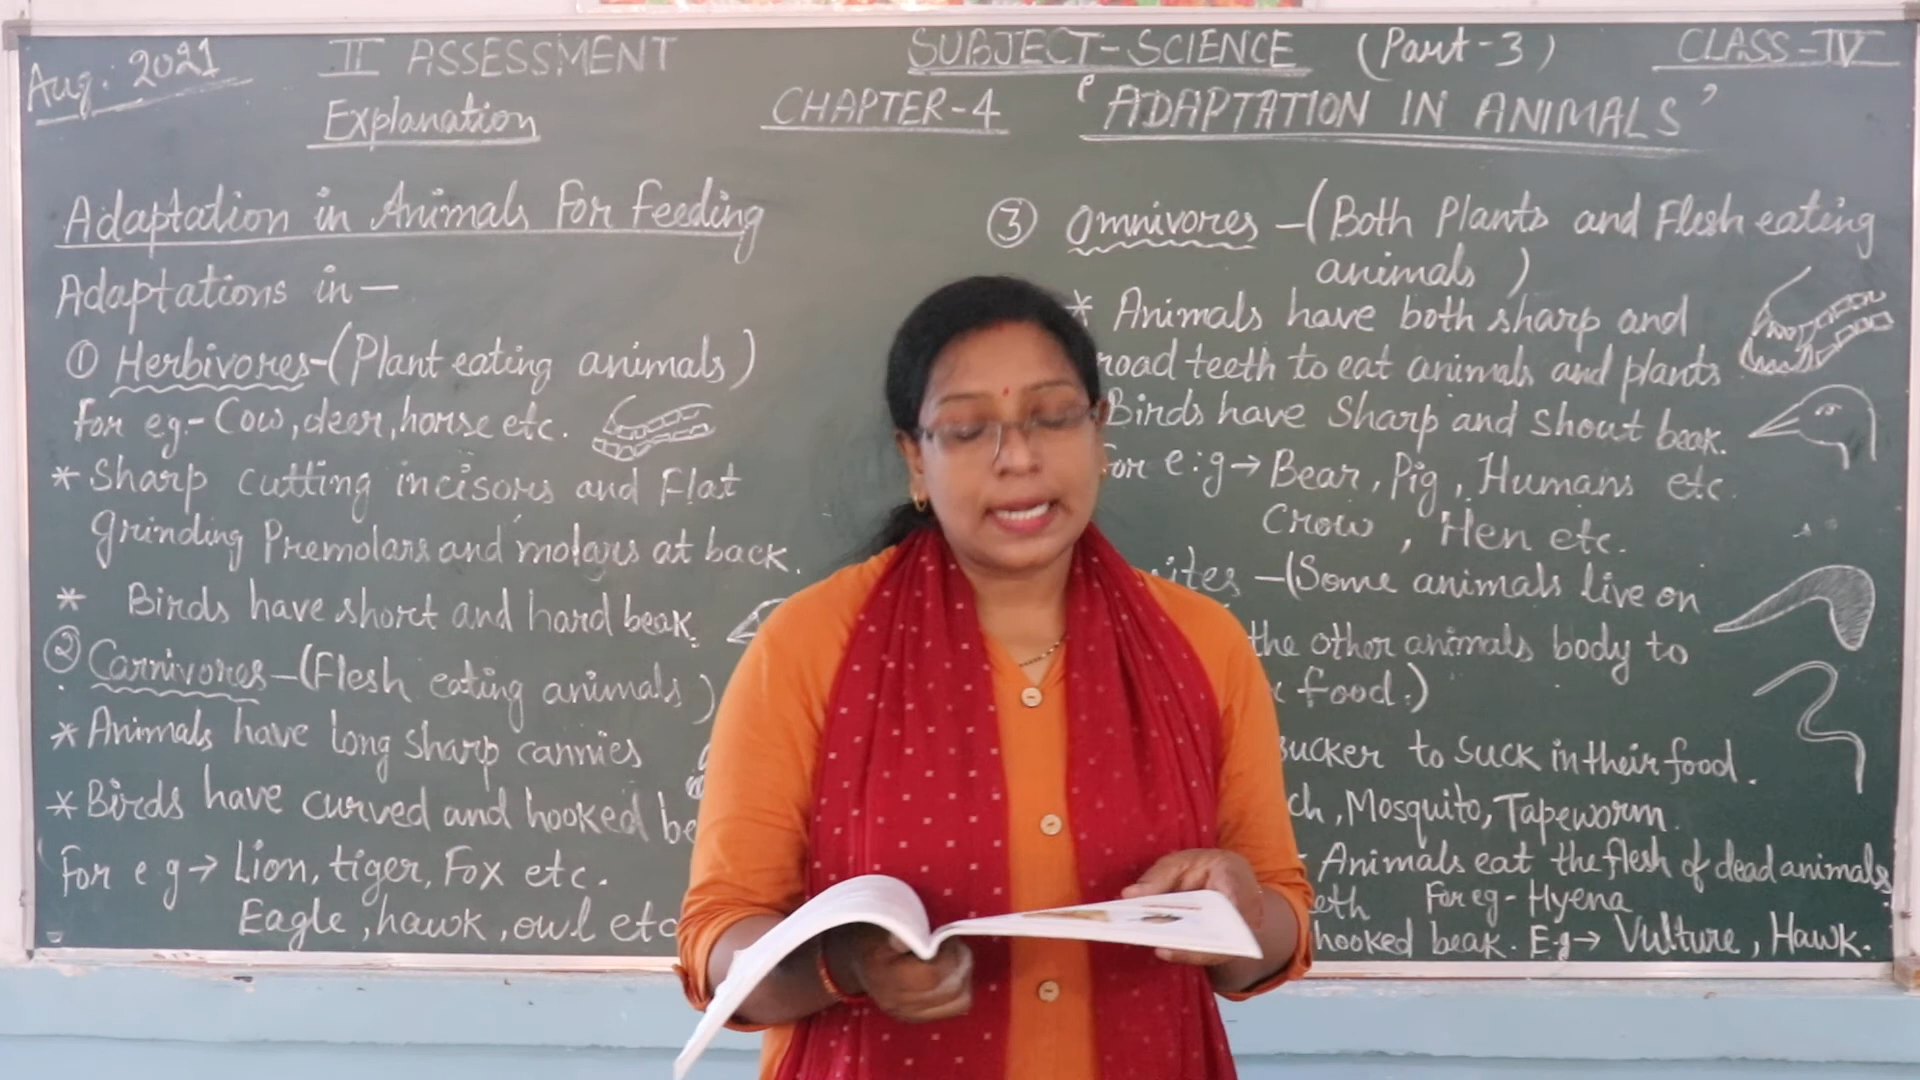 Aug. 2021 II ASSESSMENT SUBJECT-SCIENCE (Part-3) CLASS-IV
Explanation CHAPTER-4 'ADAPTATION IN ANIMALS'
Adaptation in Animals For Feeding
Adaptations in-
① Herbivores-(Plant eating animals)
For eg.- Cow, deer, horse etc.
* Sharp cutting incisors and Flat
grinding Premolars and molars at back.
* Birds have short and hard beak.
② Carnivores-(Flesh eating animals)
* Animals have long sharp cannies
* Birds have curved and hooked be
For e g→ Lion, tiger, Fox etc.
Eagle, hawk, owl etc
③ Omnivores -(Both Plants and Flesh eating
animals)
* Animals have both sharp and
road teeth to eat animals and plants
Birds have Sharp and Shout beak.
For e:g→ Bear, Pig, Humans etc.
Crow, Hen etc.
ites -(Some animals live on
the other animals body to
food.)
sucker to suck in their food.
ch, Mosquito, Tapeworm.
Animals eat the flesh of dead animals
eeth For eg- Hyena
hooked beak. E.g→ Vulture, Hawk.